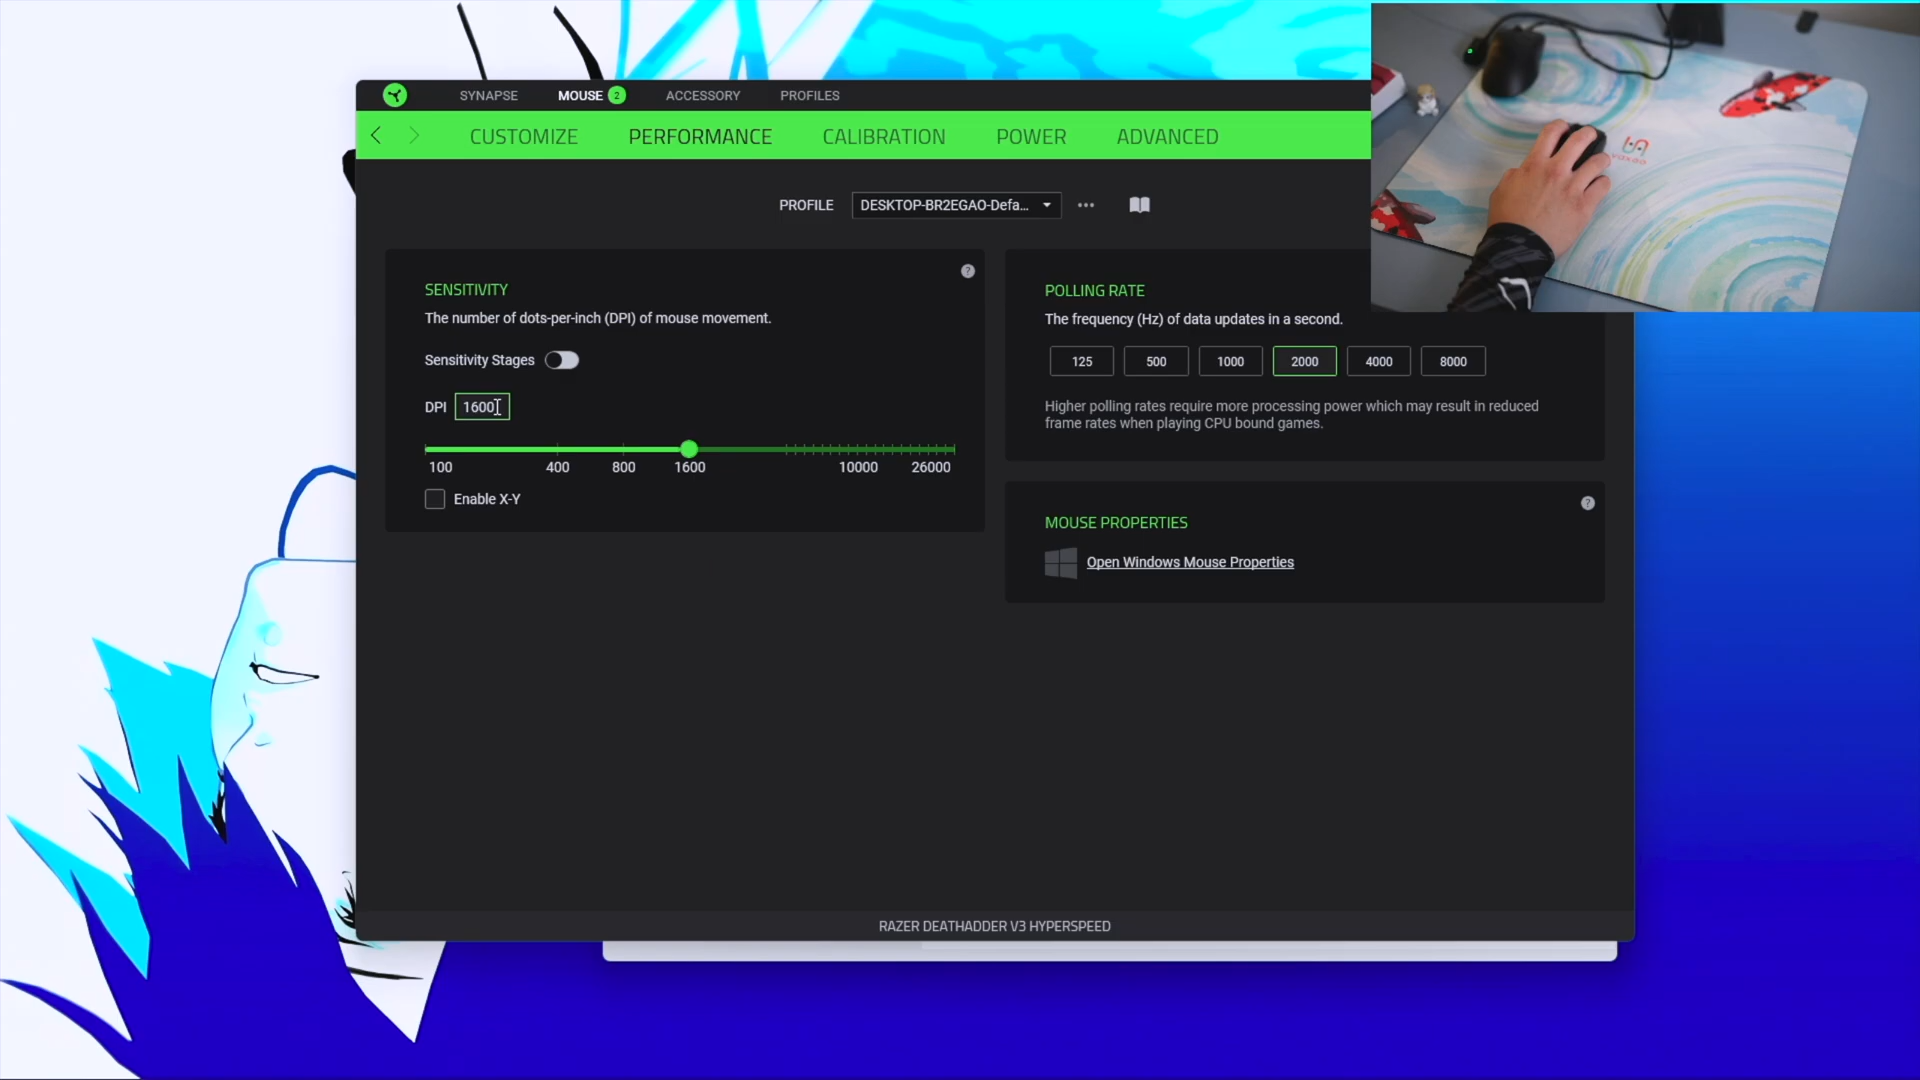 SYNAPSE MOUSE 2 ACCESSORY PROFILES
CUSTOMIZE PERFORMANCE CALIBRATION POWER ADVANCED
PROFILE DESKTOP-BR2EGAO-Defa...
SENSITIVITY
The number of dots-per-inch (DPI) of mouse movement.
Sensitivity Stages
DPI 1600
100 400 800 1600 10000 26000
Enable X-Y
POLLING RATE
The frequency (Hz) of data updates in a second.
125 500 1000 2000 4000 8000
Higher polling rates require more processing power which may result in reduced
frame rates when playing CPU bound games.
MOUSE PROPERTIES
Open Windows Mouse Properties
RAZER DEATHADDER V3 HYPERSPEED